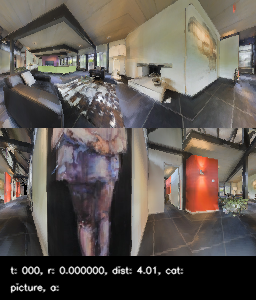 t: 000, r: 0.000000, dist: 4.01, cat:
picture, a: